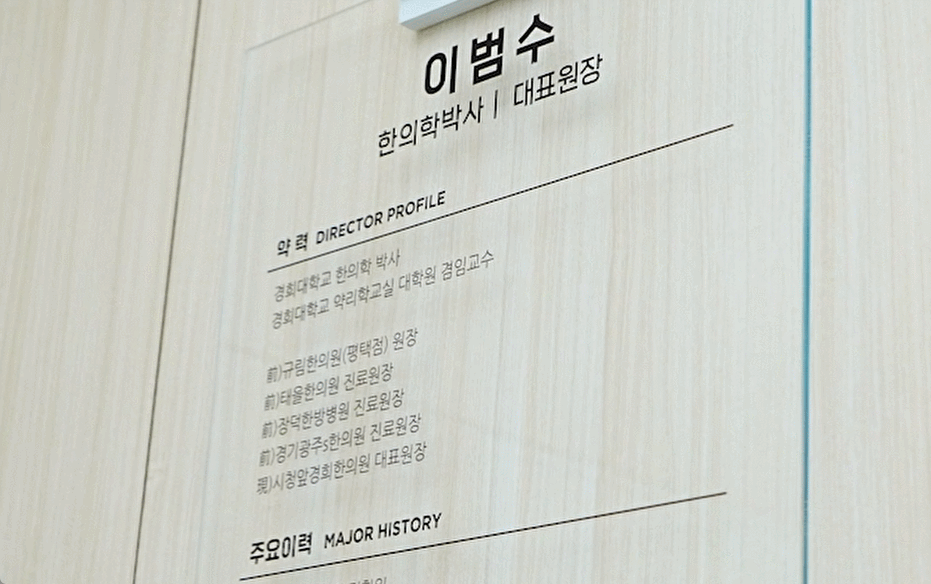 이범수
한의학박사 | 대표원장
약 력 DIRECTOR PROFILE
경희대학교 한의학 박사
경희대학교 약리학교실 대학원 겸임교수
前)규림한의원(평택점) 원장
前)태을한의원 진료원장
前)장덕한방병원 진료원장
前)경기광주s한의원 진료원장
現)시청앞경희한의원 대표원장
주요이력 MAJOR HISTORY